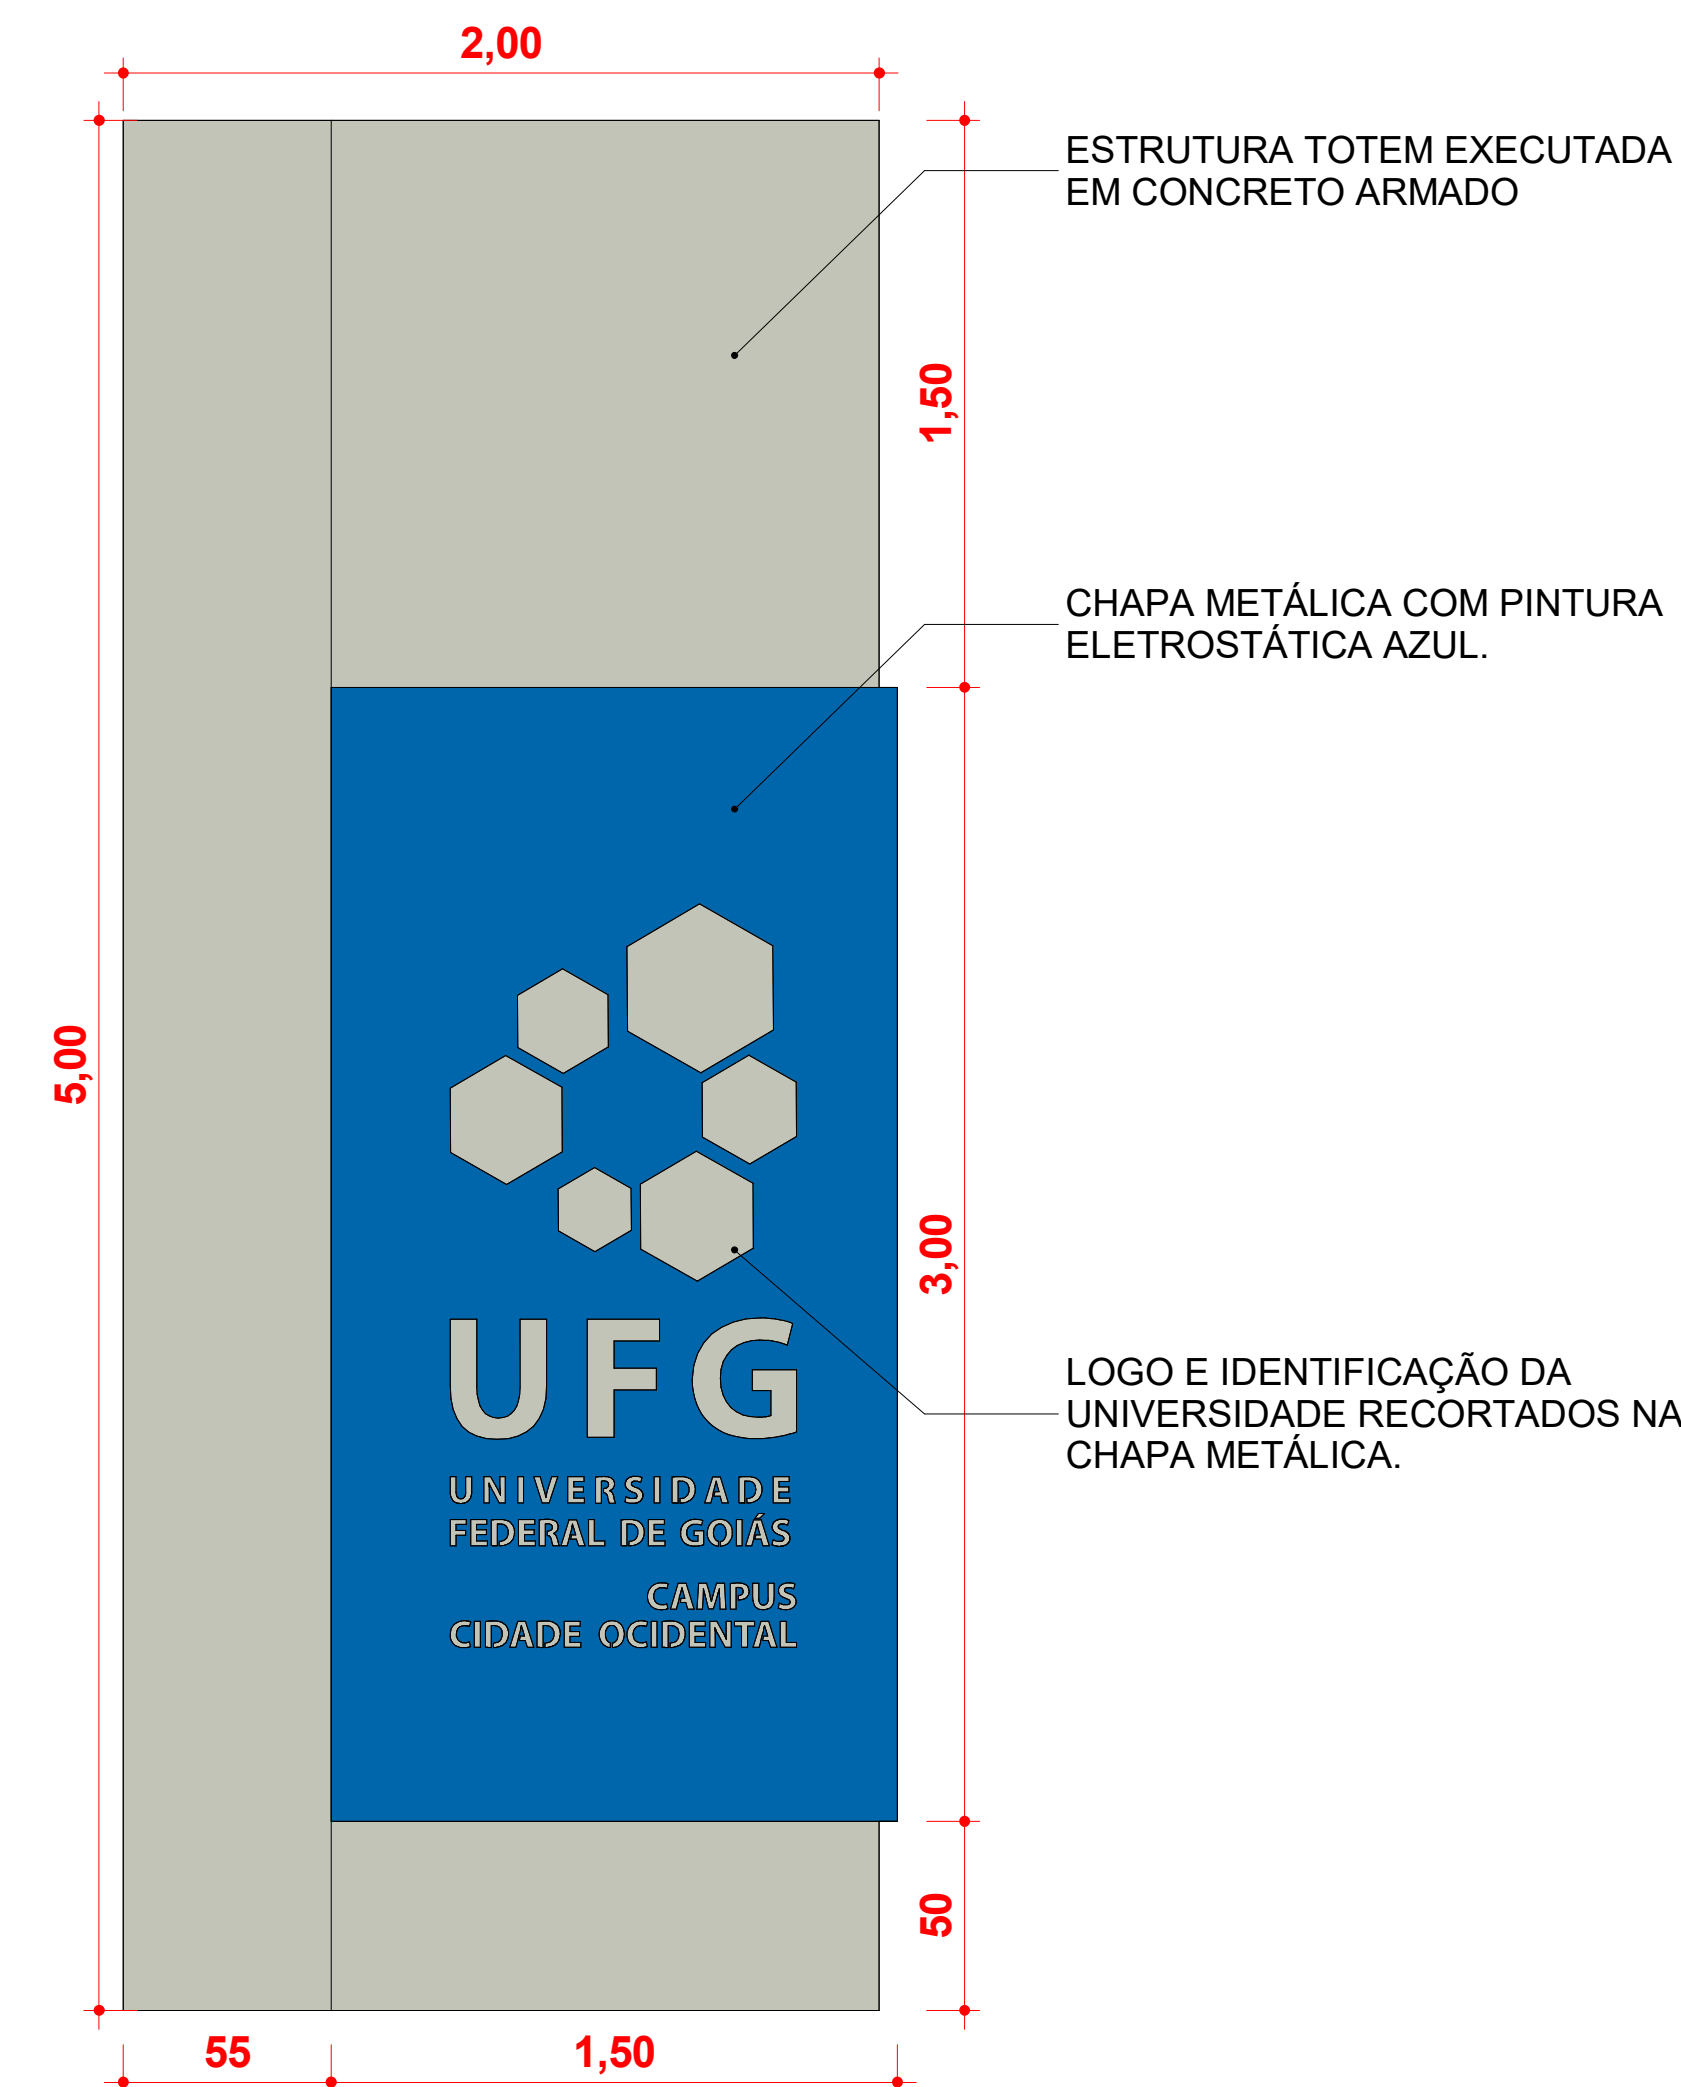 2,00
ESTRUTURA TOTEM EXECUTADA
EM CONCRETO ARMADO
1,50
CHAPA METÁLICA COM PINTURA
ELETROSTÁTICA AZUL.
5,00
3,00
UFG
UNIVERSIDADE
FEDERAL DE GOIÁS
CAMPUS
CIDADE OCIDENTAL
LOGO E IDENTIFICAÇÃO DA
UNIVERSIDADE RECORTADOS NA
CHAPA METÁLICA.
50
55
1,50